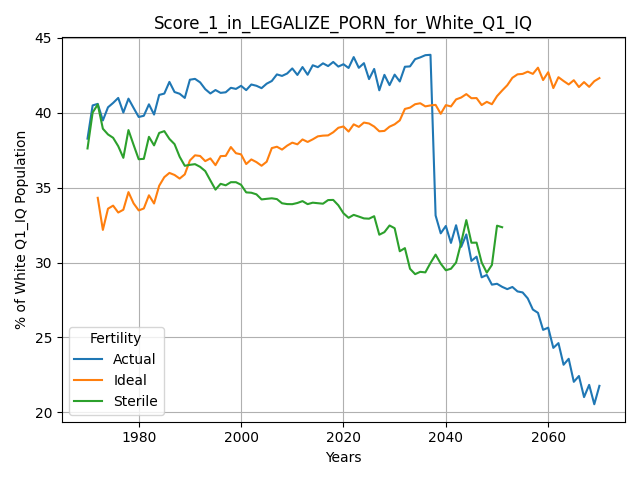 Score_1_in_LEGALIZE_PORN_for_White_Q1_IQ
% of White Q1_IQ Population
45
40
35
30
25
20
Fertility
Actual
Ideal
Sterile
1980
2000
2020
2040
2060
Years